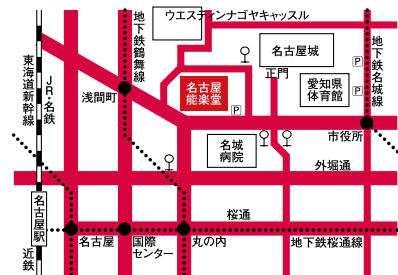 ウエスティンナゴヤキャッスル
地下鉄鶴舞線
名古屋城
正門
地下鉄名城線
P
愛知県
体育館
P
東海道新幹線
JR・名鉄
浅間町
名古屋
能楽堂
P
市役所
名城
病院
外堀通
名古屋駅
桜通
近鉄
名古屋
国際
センター
丸の内
地下鉄桜通線